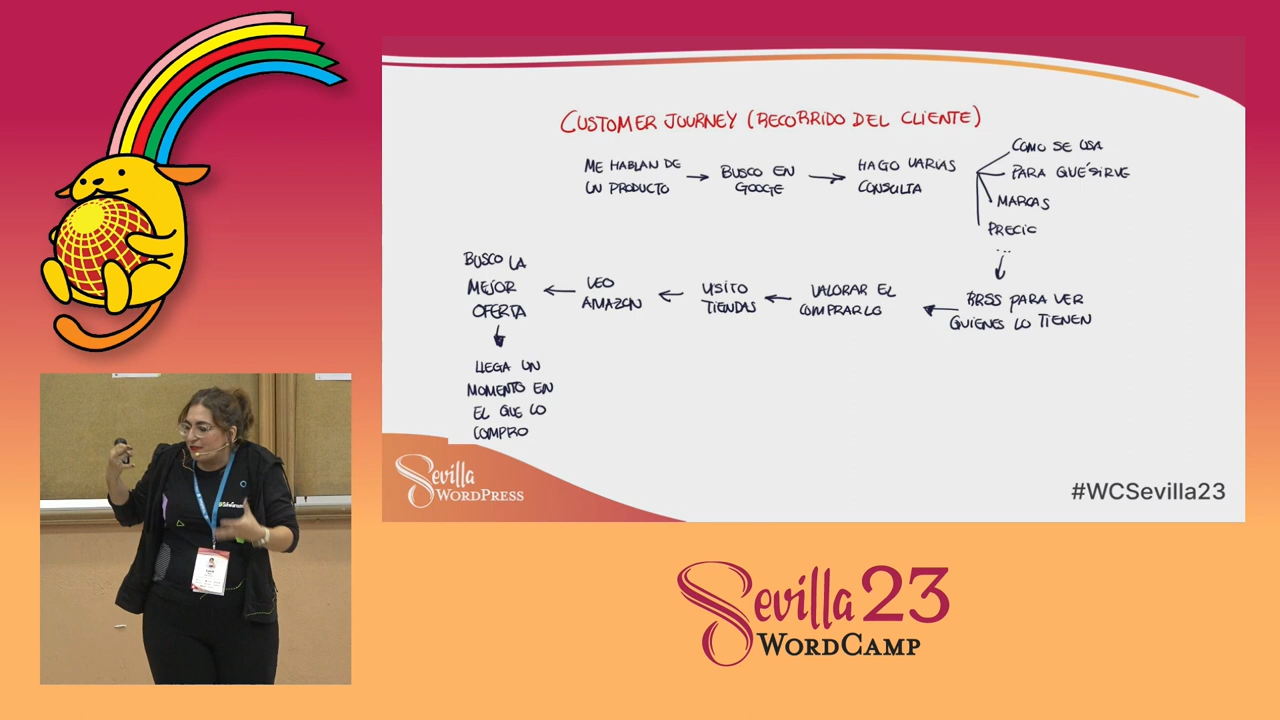 CUSTOMER JOURNEY (RECORRIDO DEL CLIENTE)
ME HABLAN DE
UN PRODUCTO
BUSCO EN
GOOGE
HAGO VARIAS
CONSULTA
COMO SE USA
PARA QUÉ SIRVE
MARCAS
PRECIO
...
RRSS PARA VER
QUIENES LO TIENEN
VALORAR EL
COMPRARLO
VISITO
TIENDAS
VEO
AMAZON
BUSCO LA
MEJOR
OFERTA
LLEGA UN
MOMENTO EN
EL QUE LO
COMPRO
Sevilla
WORDPRESS
#WCSevilla23
Sevilla 23
WORDCAMP